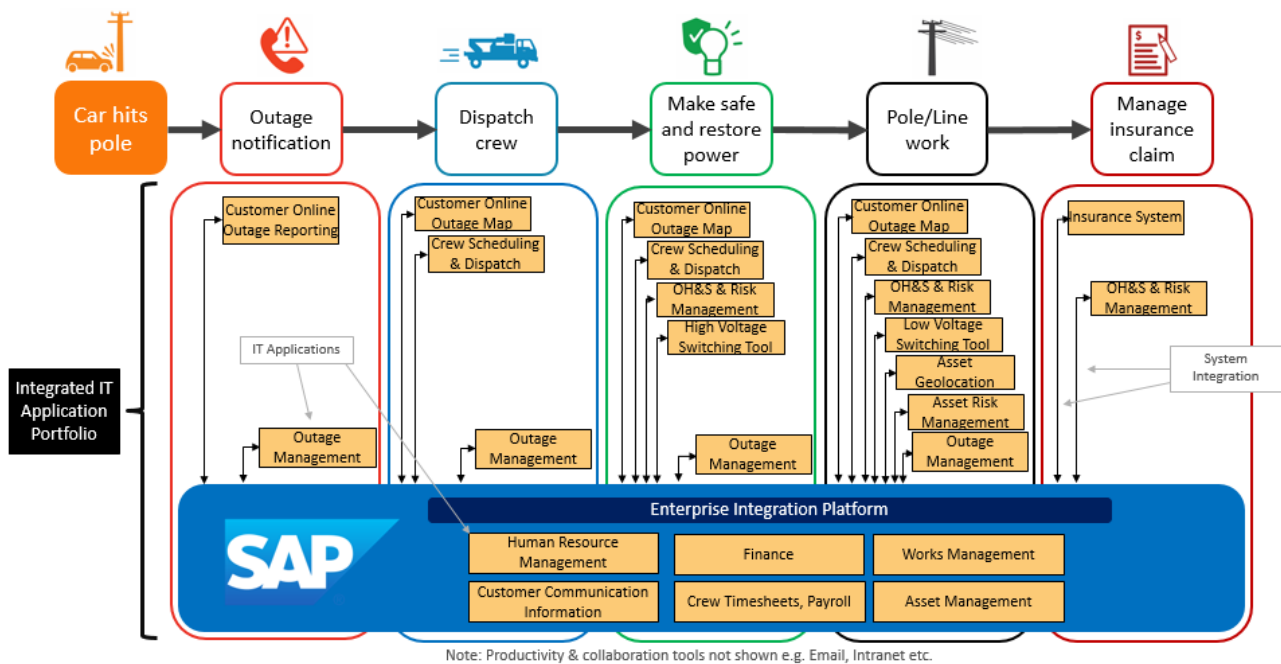 Car hits
pole
Outage
notification
Dispatch
crew
Make safe
and restore
power
Pole/Line
work
$
Manage
insurance
claim
Integrated IT
Application
Portfolio
Customer Online
Outage Reporting
IT Applications
Outage
Management
Customer Online
Outage Map
Crew Scheduling
& Dispatch
Outage
Management
Customer Online
Outage Map
Crew Scheduling
& Dispatch
OH&S & Risk
Management
High Voltage
Switching Tool
Outage
Management
Customer Online
Outage Map
Crew Scheduling
& Dispatch
OH&S & Risk
Management
Low Voltage
Switching Tool
Asset
Geolocation
Asset Risk
Management
Outage
Management
Insurance System
OH&S & Risk
Management
System
Integration
SAP
Enterprise Integration Platform
Human Resource
Management
Finance
Works Management
Customer Communication
Information
Crew Timesheets, Payroll
Asset Management
Note: Productivity & collaboration tools not shown e.g. Email, Intranet etc.